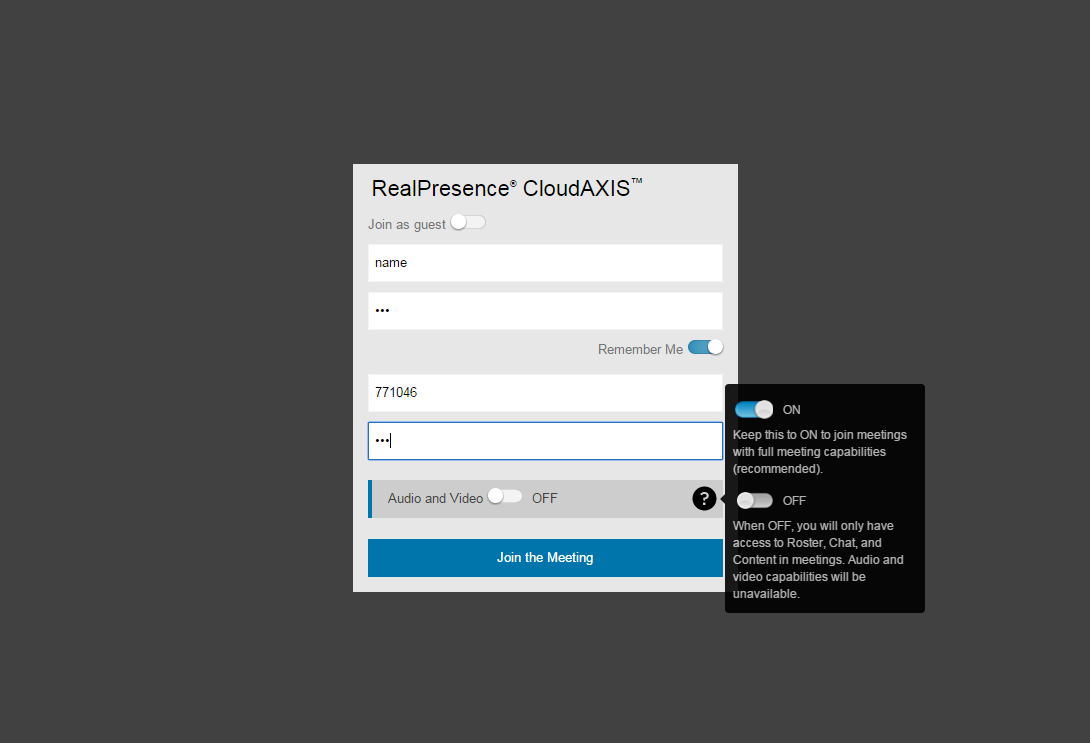 RealPresence® CloudAXIS™
Join as guest
name
•••
Remember Me
771046
•••
Audio and Video OFF ?
Join the Meeting
ON
Keep this to ON to join meetings
with full meeting capabilities
(recommended).
OFF
When OFF, you will only have
access to Roster, Chat, and
Content in meetings. Audio and
video capabilities will be
unavailable.